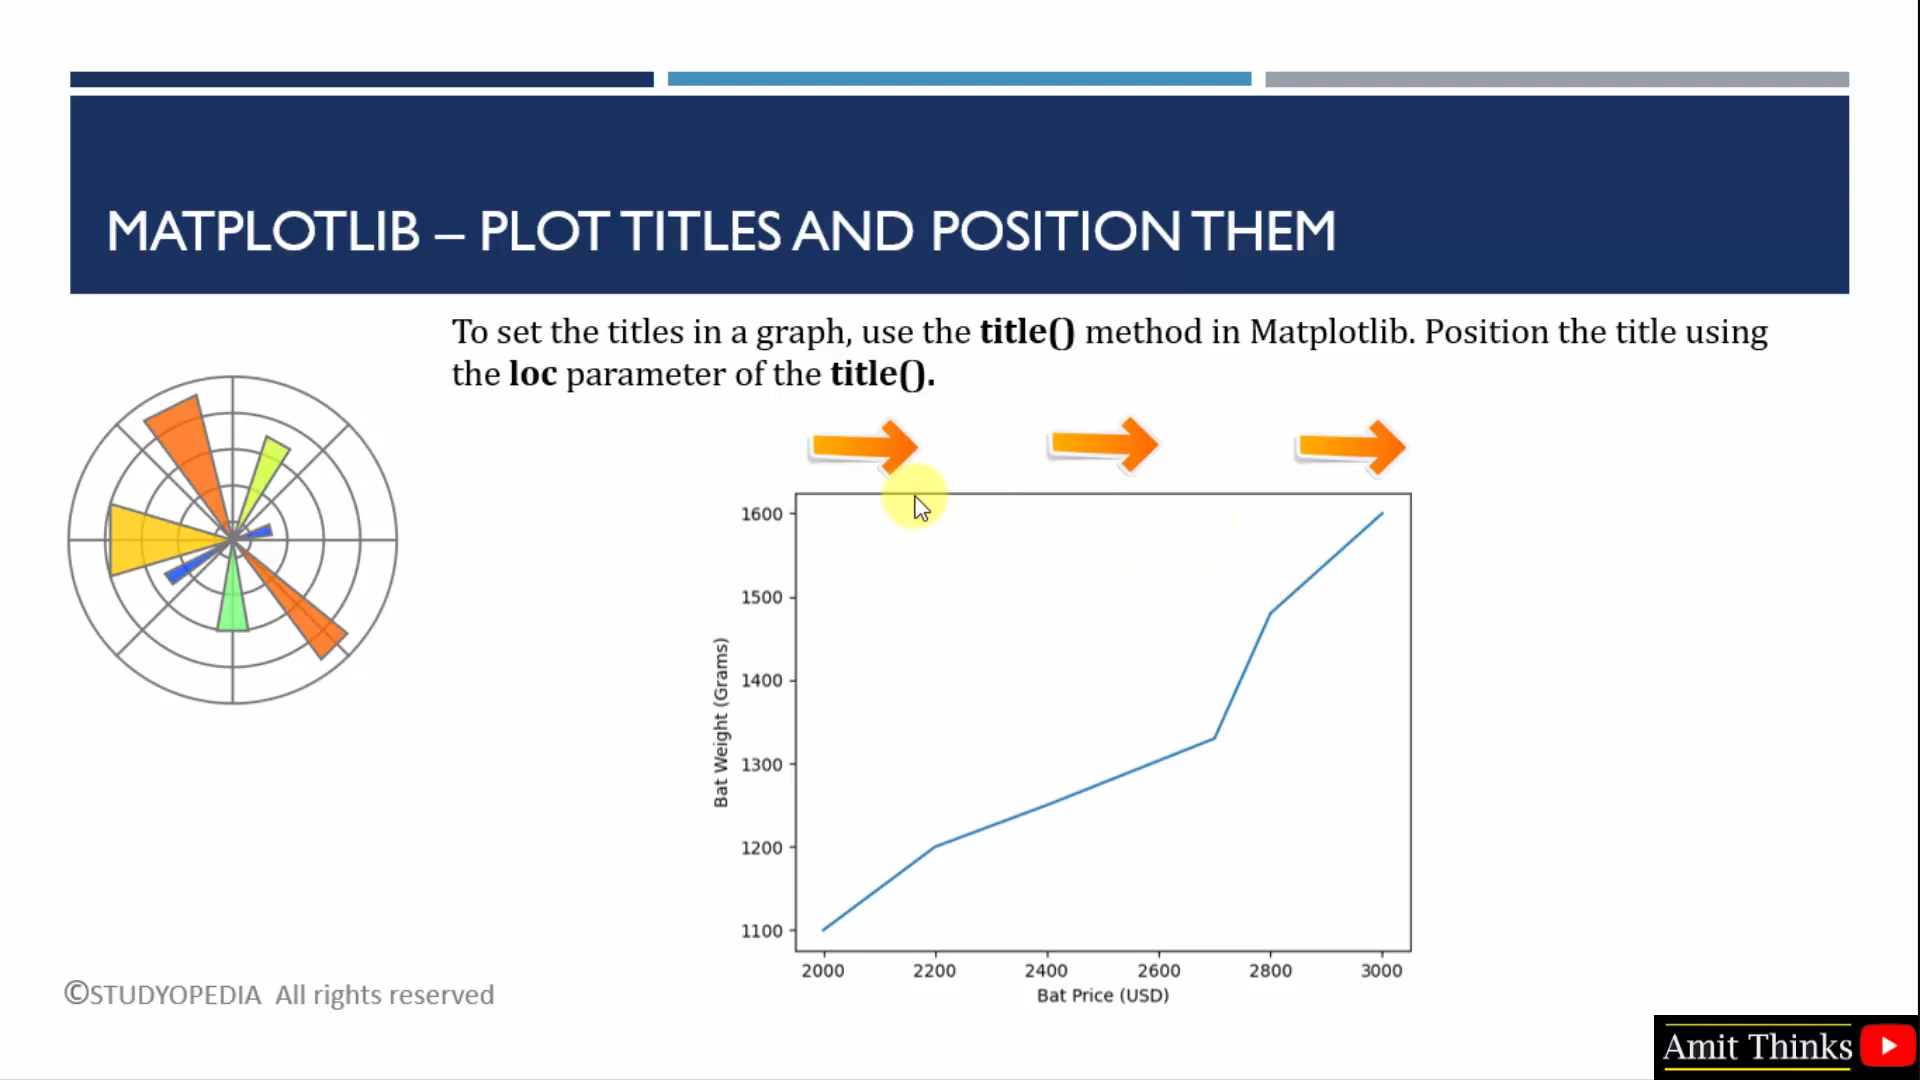 MATPLOTLIB – PLOT TITLES AND POSITION THEM
To set the titles in a graph, use the title() method in Matplotlib. Position the title using
the loc parameter of the title().
1600
1500
1400
1300
1200
1100
Bat Weight (Grams)
2000 2200 2400 2600 2800 3000
Bat Price (USD)
©STUDYOPEDIA All rights reserved
Amit Thinks